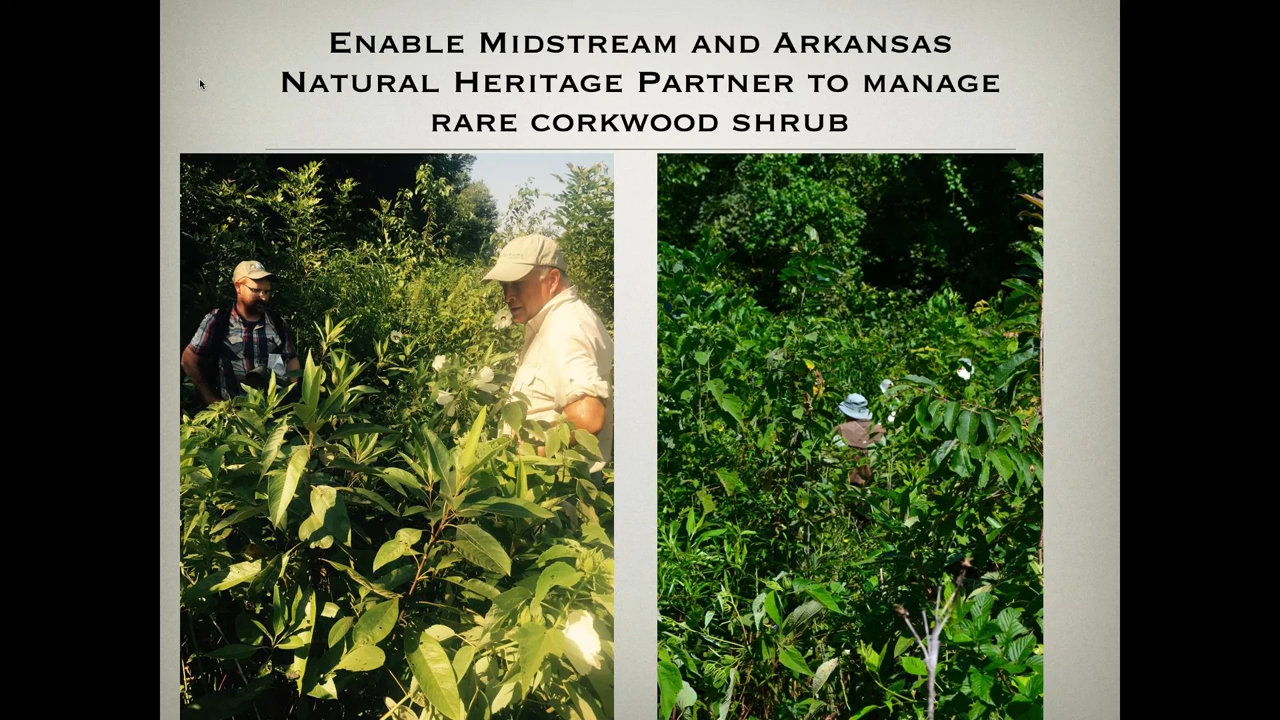 Enable Midstream and Arkansas
Natural Heritage Partner to manage
rare corkwood shrub